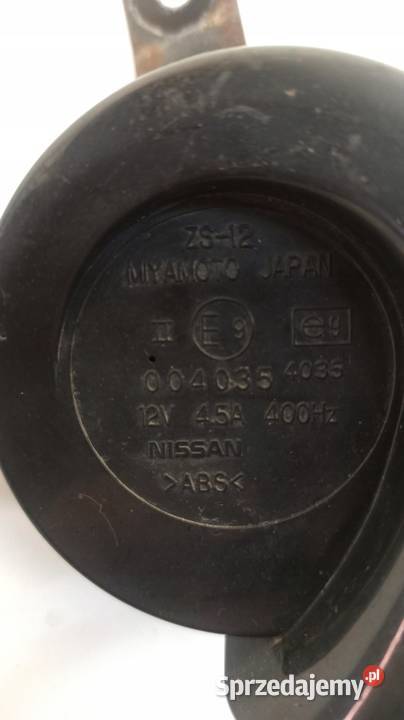 ZS-12
MIYAMOTO JAPAN
II E9 e9
004035 4035
12V 4.5A 400Hz
NISSAN
>ABS<
Sprzedajemy.pl